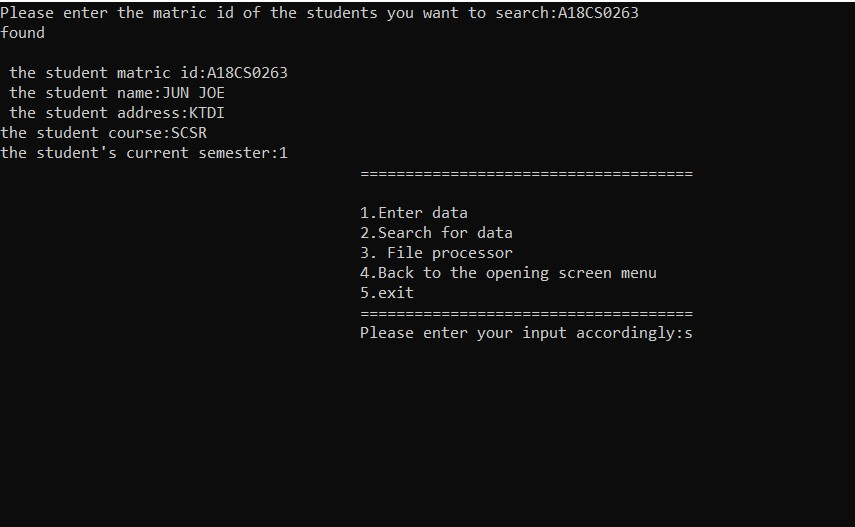 Please enter the matric id of the students you want to search:A18CS0263
found
the student matric id:A18CS0263
the student name:JUN JOE
the student address:KTDI
the student course:SCSR
the student's current semester:1
=====================================
1.Enter data
2.Search for data
3. File processor
4.Back to the opening screen menu
5.exit
=====================================
Please enter your input accordingly:s